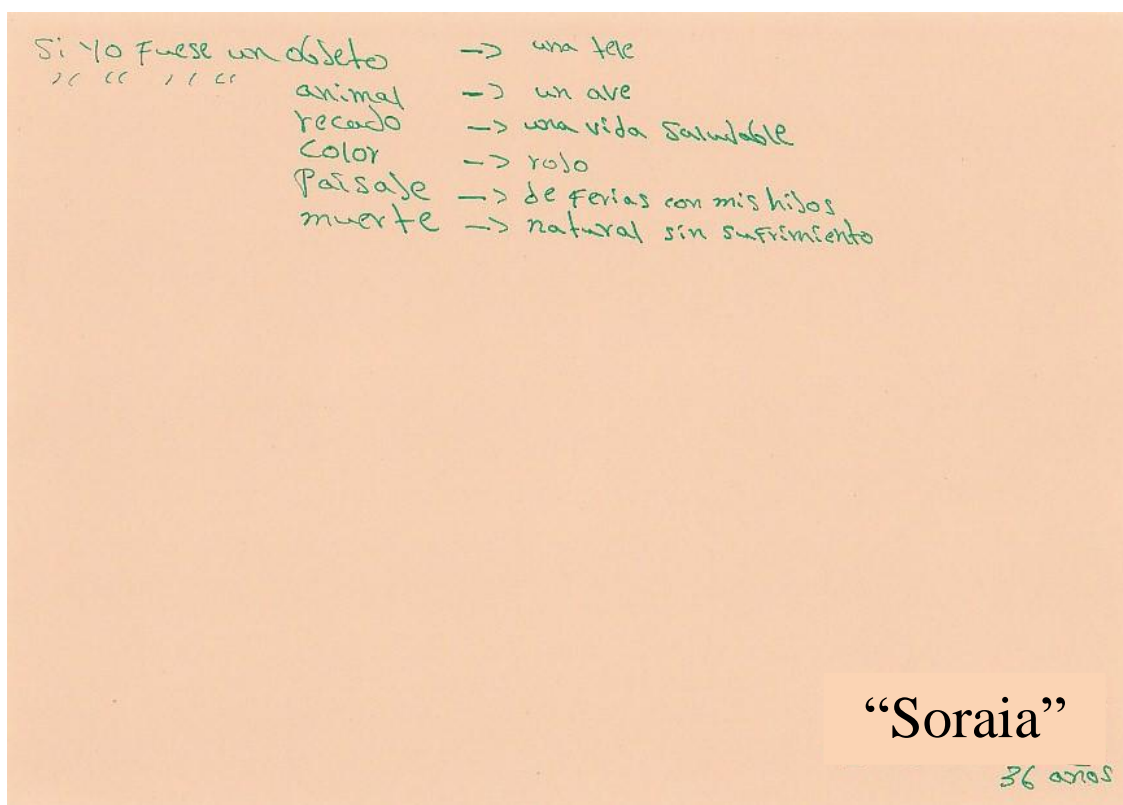 Si yo fuese un objeto -> una tele
,, " ,, " animal -> un ave
recado -> una vida saludable
color -> rojo
Paisaje -> de ferias con mis hijos
muerte -> natural sin sufrimiento
“Soraia”
36 años